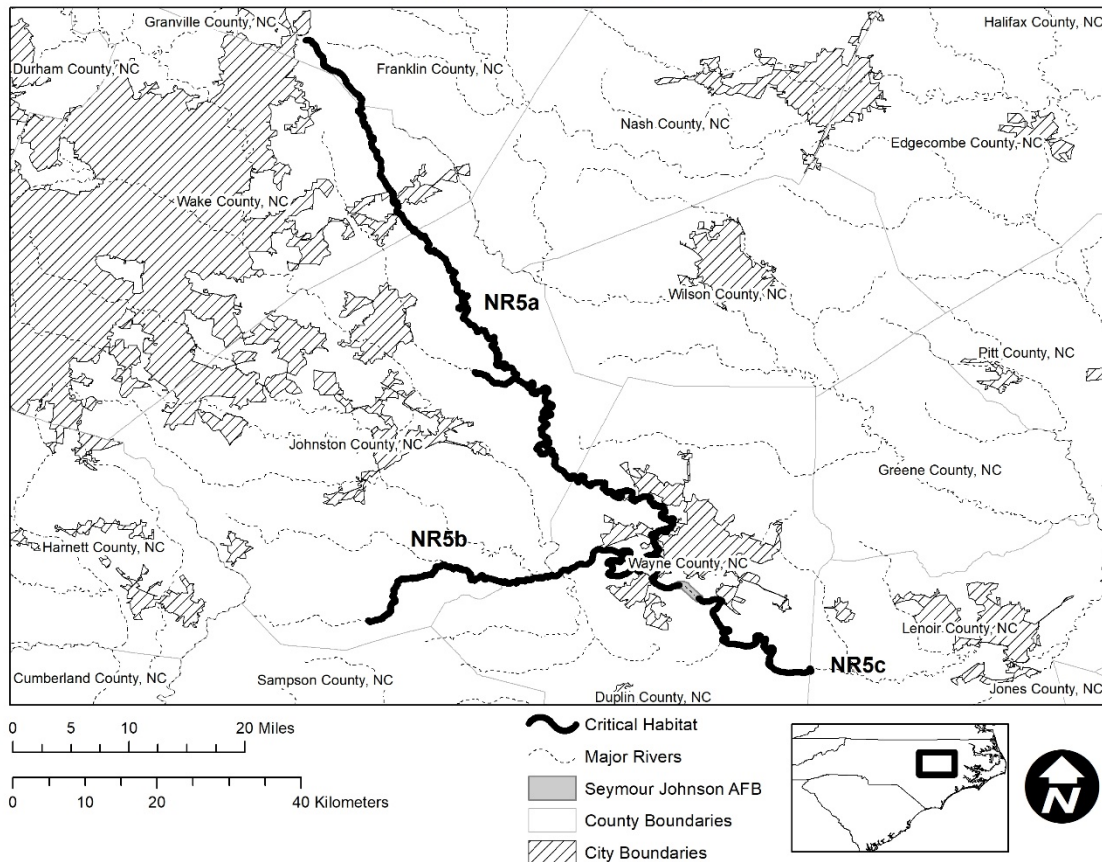 Granville County, NC
Halifax County, NC
Durham County, NC
Franklin County, NC
Nash County, NC
Edgecombe County, NC
Wake County, NC
NR5a
Wilson County, NC
Pitt County, NC
Johnston County, NC
Greene County, NC
NR5b
Harnett County, NC
Wayne County, NC
Lenoir County, NC
NR5c
Cumberland County, NC
Sampson County, NC
Duplin County, NC
Jones County, NC
0 5 10 20 Miles
0 10 20 40 Kilometers
Critical Habitat
Major Rivers
Seymour Johnson AFB
County Boundaries
City Boundaries
N